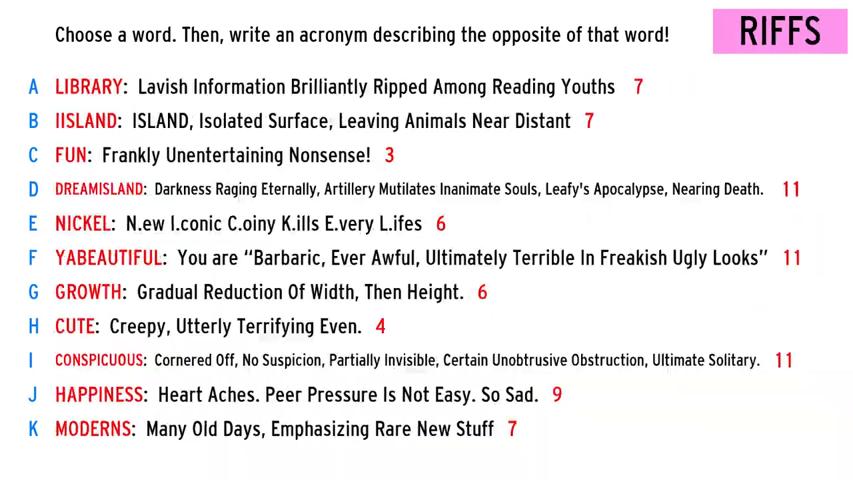 Choose a word. Then, write an acronym describing the opposite of that word!
RIFFS
A LIBRARY: Lavish Information Brilliantly Ripped Among Reading Youths 7
B IISLAND: ISLAND, Isolated Surface, Leaving Animals Near Distant 7
C FUN: Frankly Unentertaining Nonsense! 3
D DREAMISLAND: Darkness Raging Eternally, Artillery Mutilates Inanimate Souls, Leafy's Apocalypse, Nearing Death. 11
E NICKEL: N.ew I.conic C.oiny K.ills E.very L.ifes 6
F YABEAUTIFUL: You are “Barbaric, Ever Awful, Ultimately Terrible In Freakish Ugly Looks” 11
G GROWTH: Gradual Reduction Of Width, Then Height. 6
H CUTE: Creepy, Utterly Terrifying Even. 4
I CONSPICUOUS: Cornered Off, No Suspicion, Partially Invisible, Certain Unobtrusive Obstruction, Ultimate Solitary. 11
J HAPPINESS: Heart Aches. Peer Pressure Is Not Easy. So Sad. 9
K MODERNS: Many Old Days, Emphasizing Rare New Stuff 7